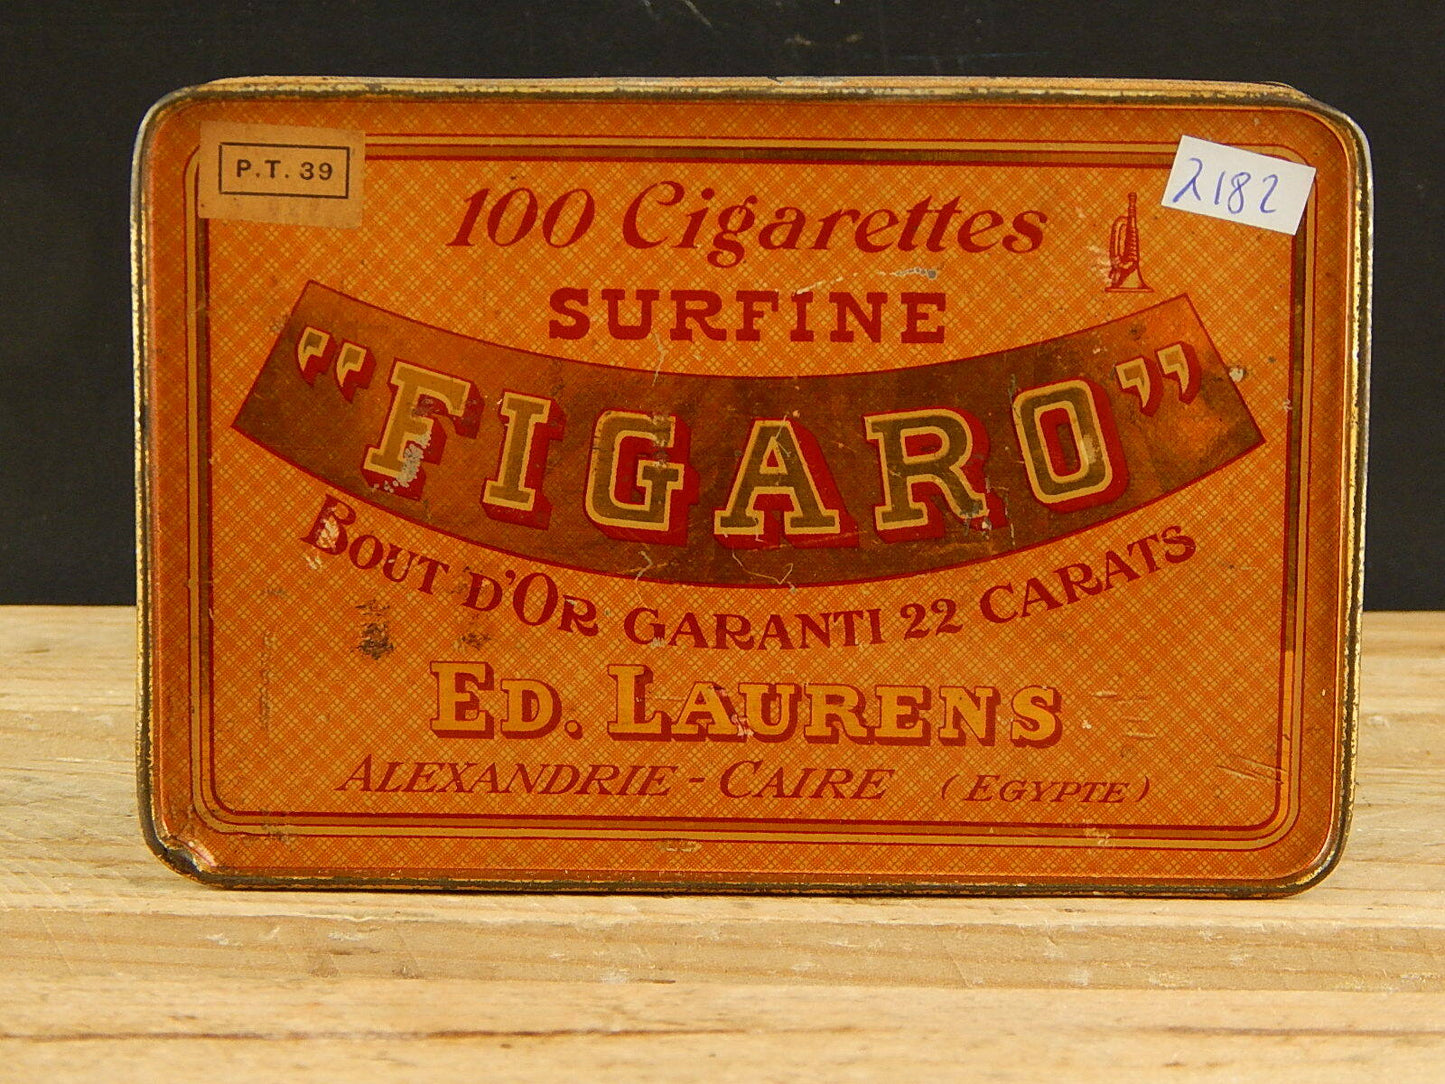 P.T. 39
2182
100 Cigarettes
SURFINE
"FIGARO"
BOUT D'OR GARANTI 22 CARATS
ED. LAURENS
ALEXANDRIE - CAIRE (EGYPTE)